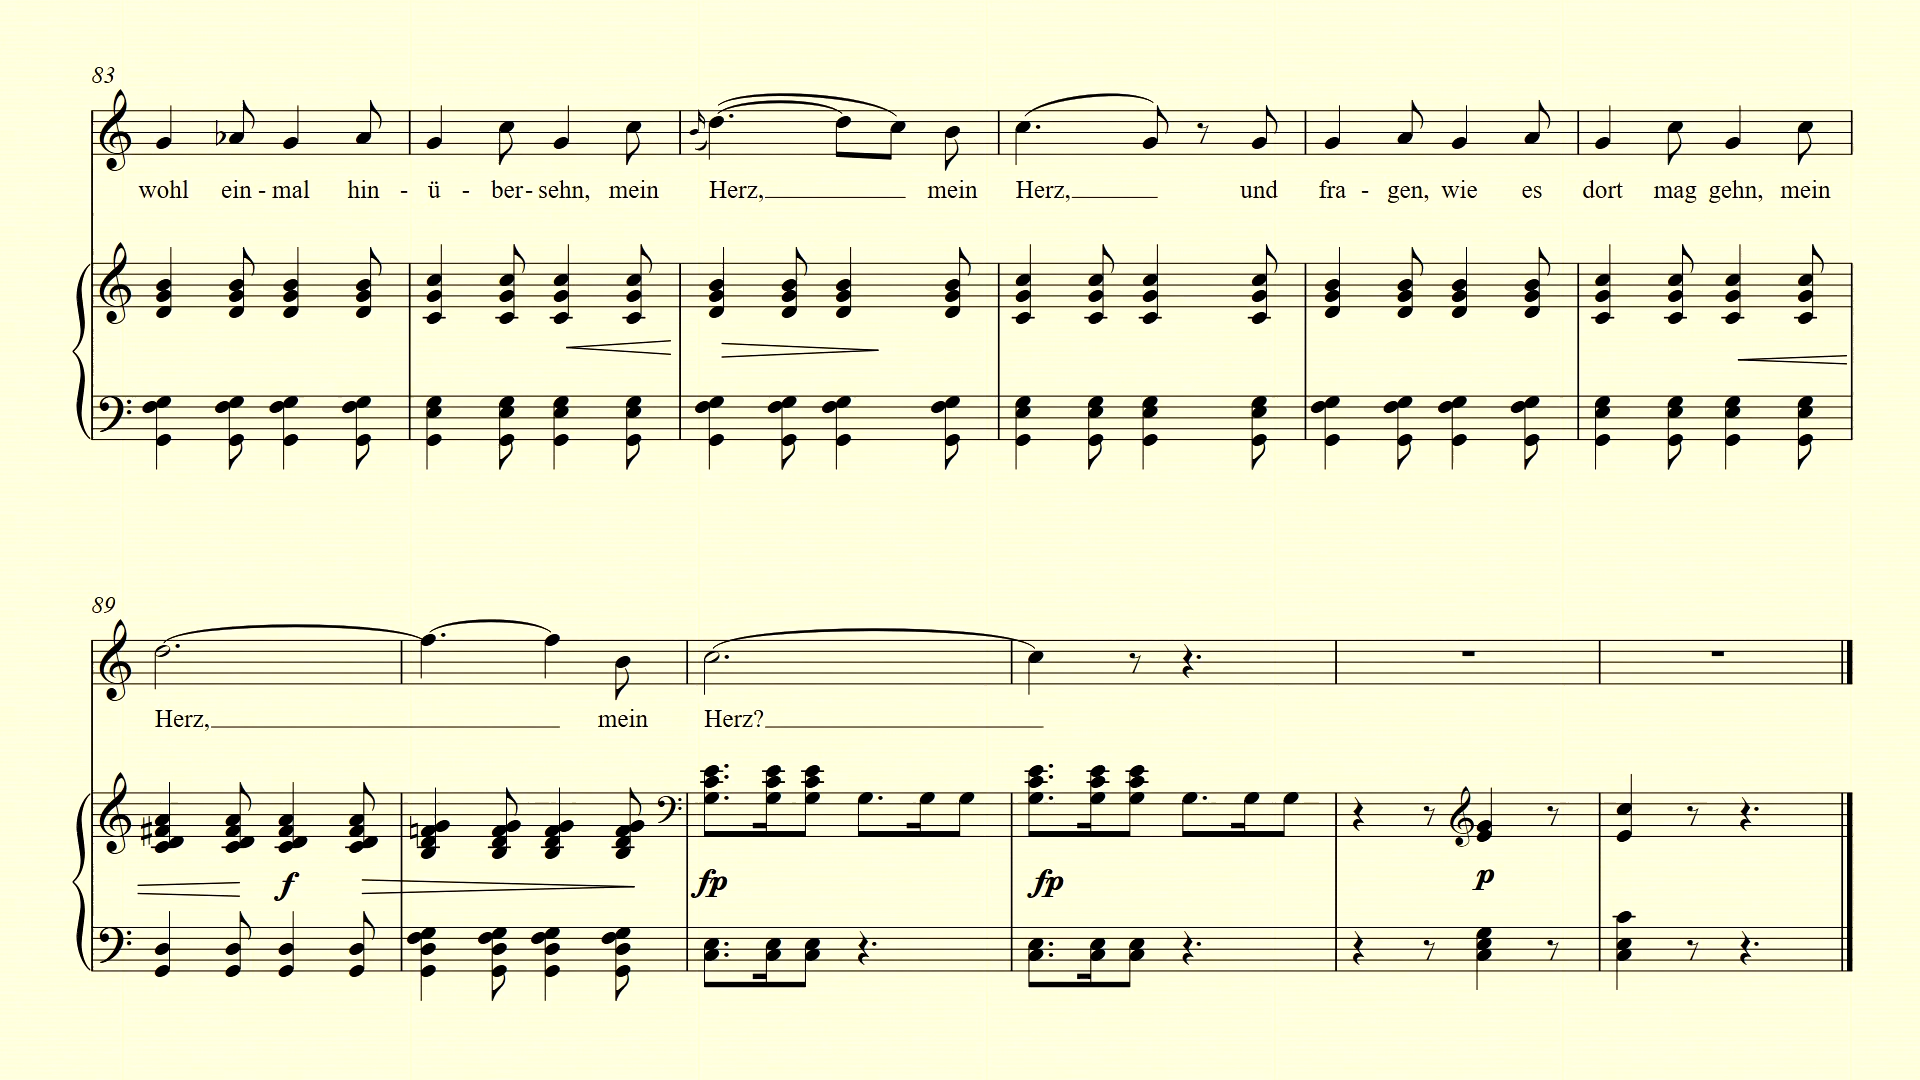 83
wohl ein - mal hin - ü - ber - sehn, mein Herz, mein Herz, und fra - gen, wie es dort mag gehn, mein
89
Herz, mein Herz?
f fp fp p